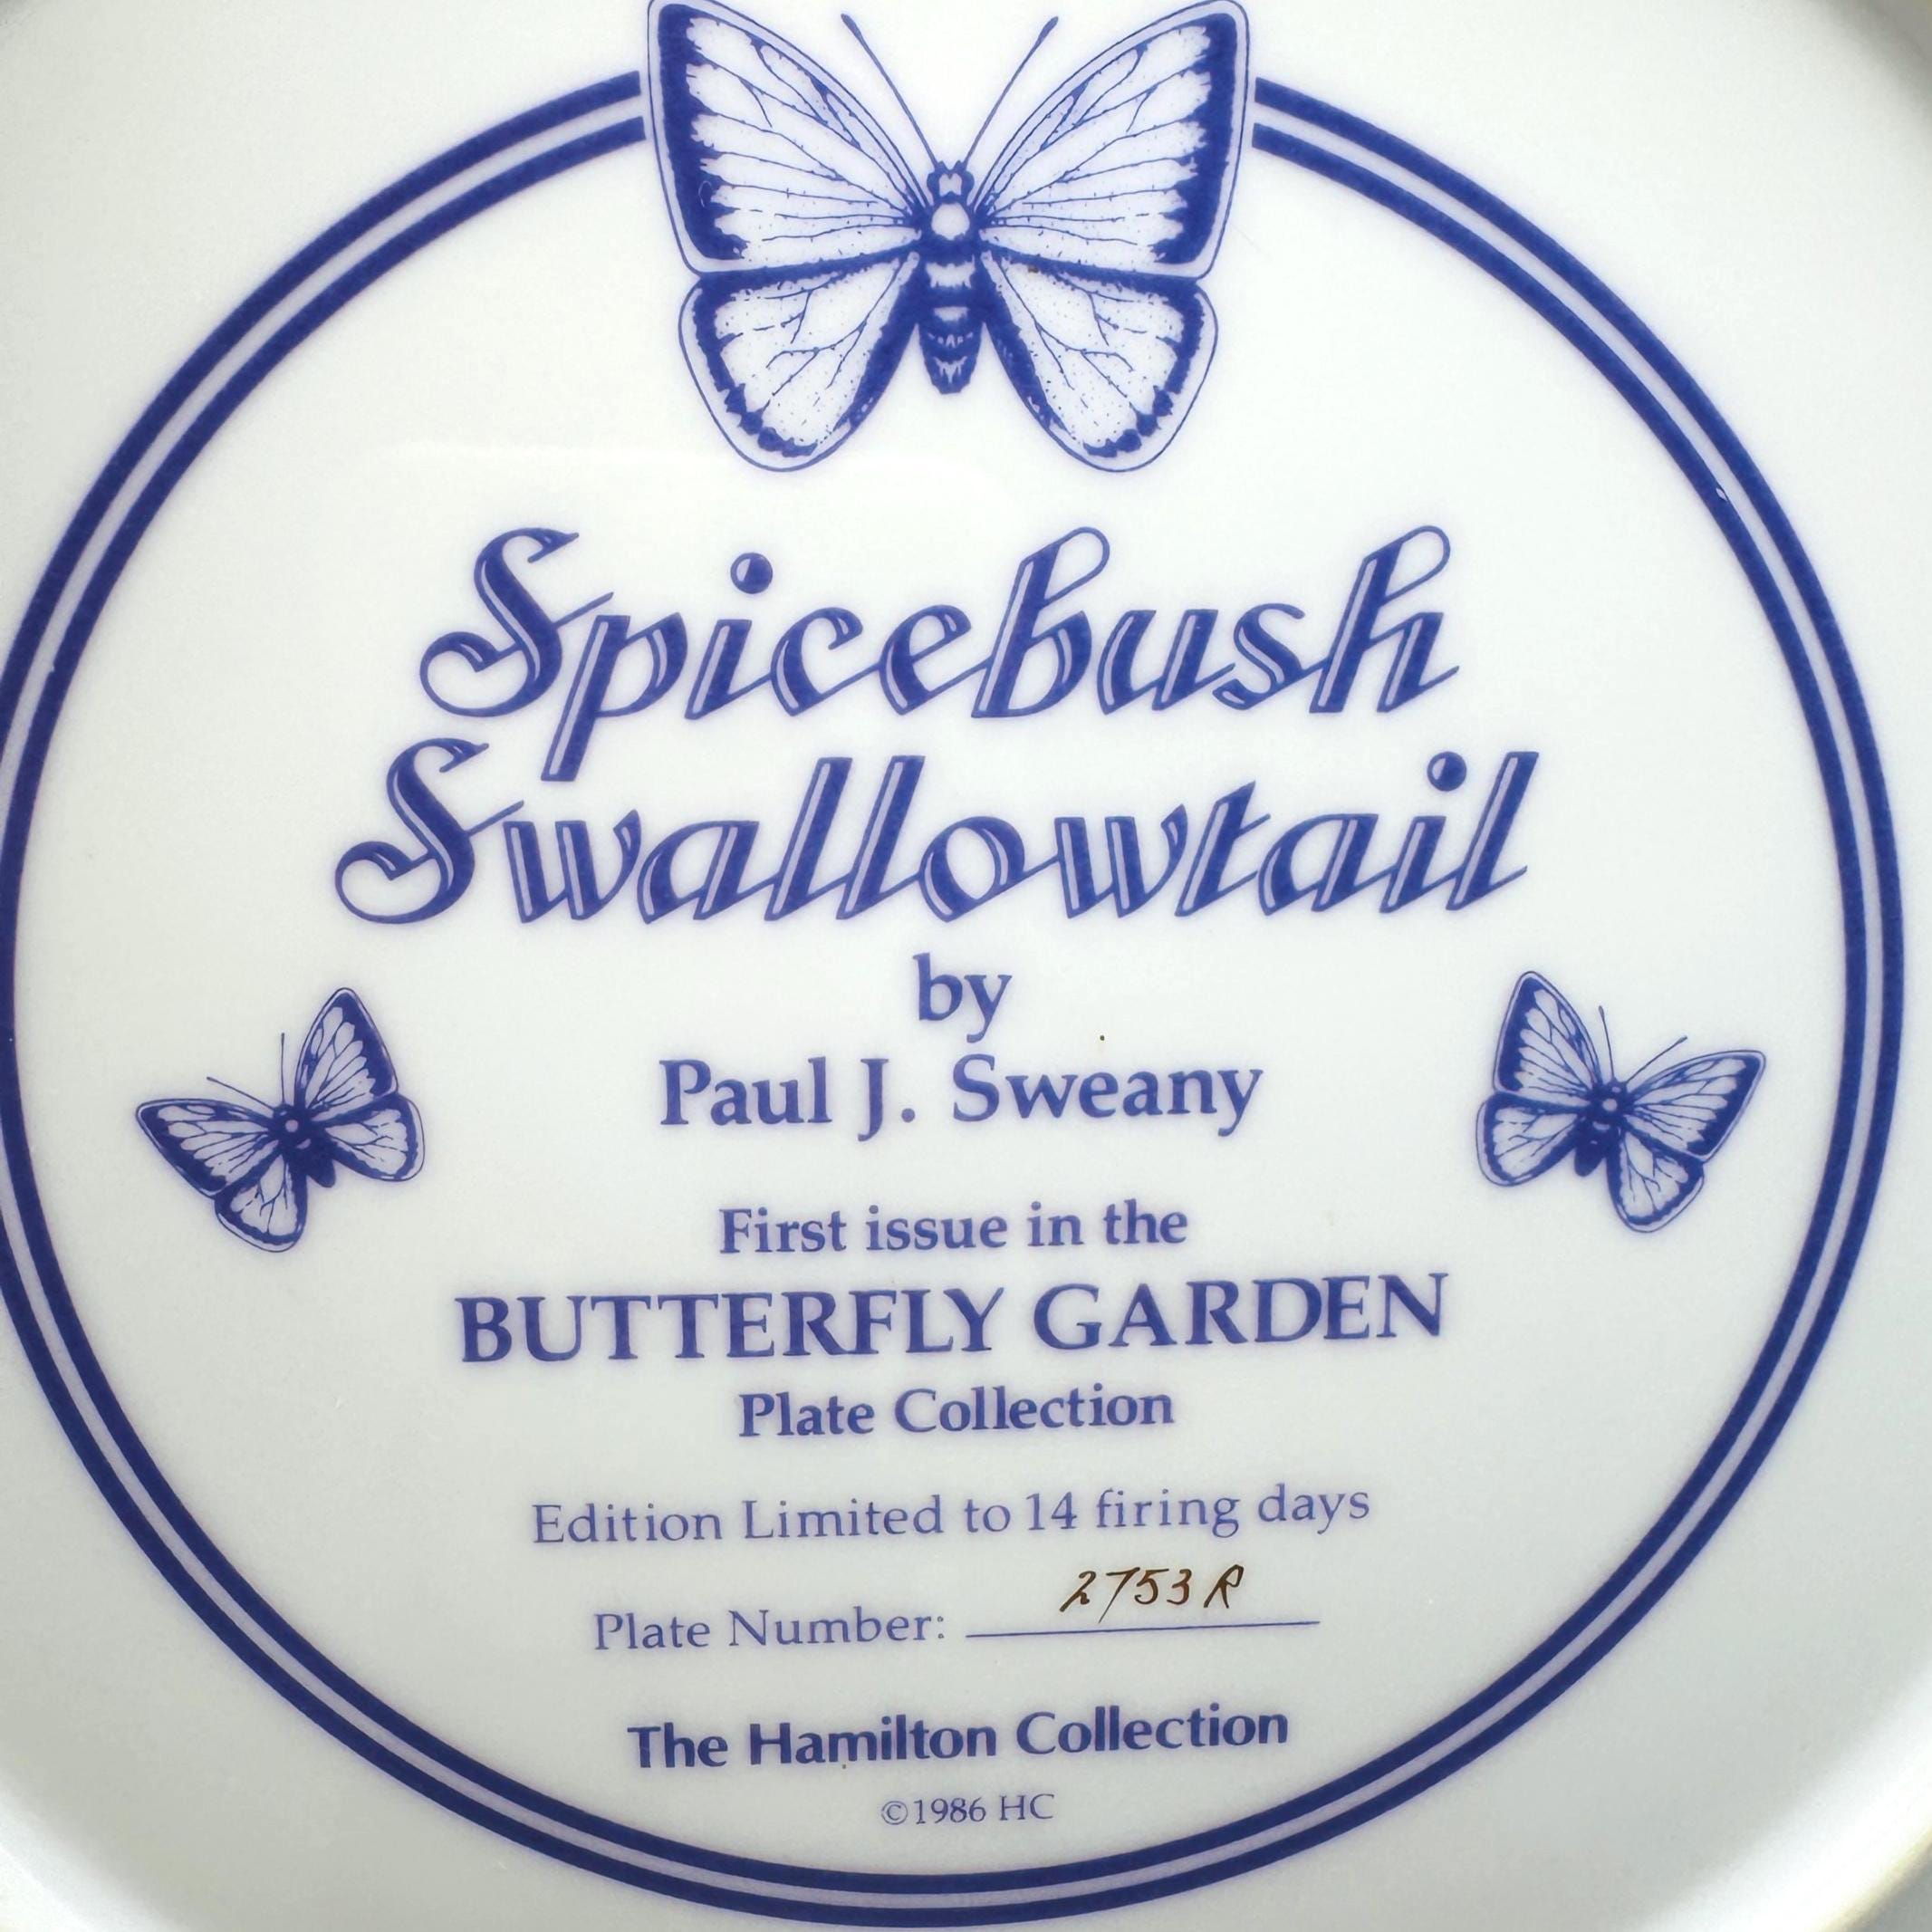 Spicebush
Swallowtail
by
Paul J. Sweany
First issue in the
BUTTERFLY GARDEN
Plate Collection
Edition Limited to 14 firing days
Plate Number: 2753 R
The Hamilton Collection
©1986 HC